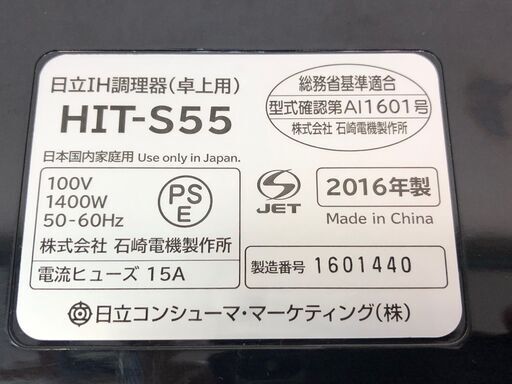 日立IH調理器(卓上用)
HIT-S55
総務省基準適合
型式確認第AI1601号
株式会社 石崎電機製作所
日本国内家庭用 Use only in Japan.
100V
1400W
50-60Hz
PS
E
株式会社 石崎電機製作所
電流ヒューズ 15A
S
JET
2016年製
Made in China
製造番号 1601440
日立コンシューマ・マーケティング(株)